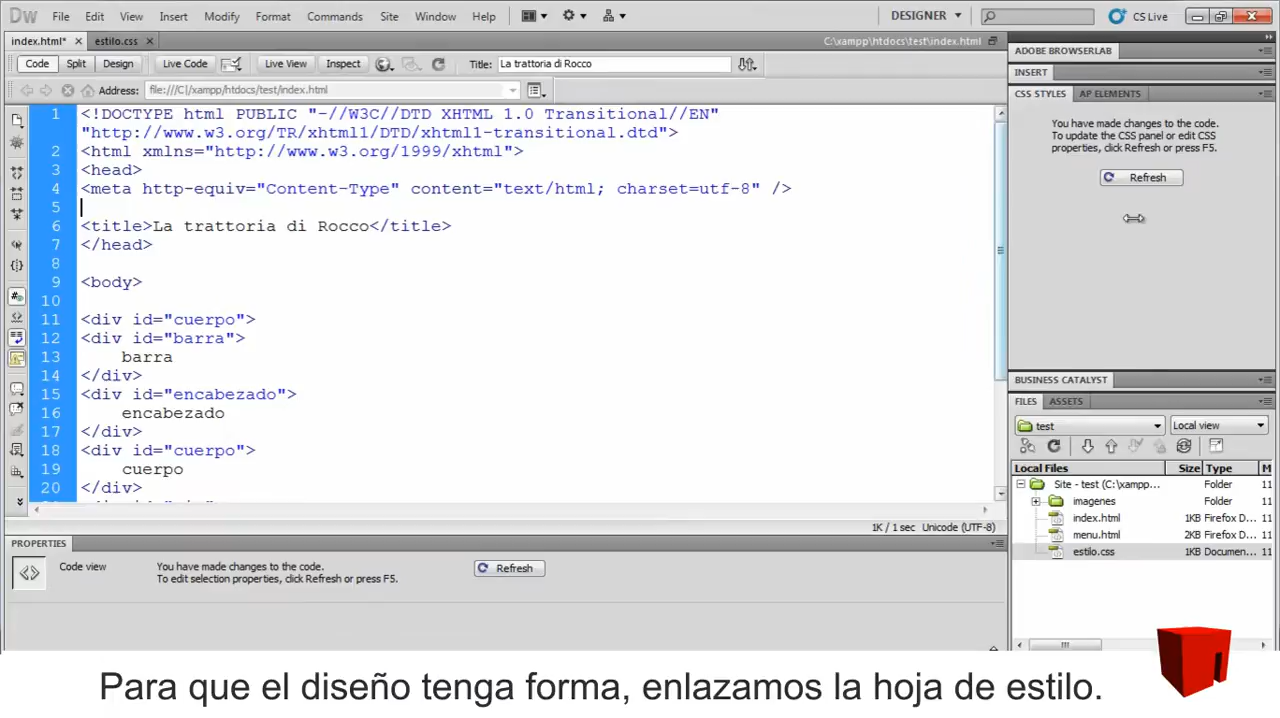 Dw File Edit View Insert Modify Format Commands Site Window Help DESIGNER CS Live
index.html* estilo.css C:\xampp\htdocs\test\index.html
Code Split Design Live Code Live View Inspect Title: La trattoria di Rocco
Address: file:///C|/xampp/htdocs/test/index.html
1 <!DOCTYPE html PUBLIC "-//W3C//DTD XHTML 1.0 Transitional//EN"
"http://www.w3.org/TR/xhtml1/DTD/xhtml1-transitional.dtd">
2 <html xmlns="http://www.w3.org/1999/xhtml">
3 <head>
4 <meta http-equiv="Content-Type" content="text/html; charset=utf-8" />
5
6 <title>La trattoria di Rocco</title>
7 </head>
8
9 <body>
10
11 <div id="cuerpo">
12 <div id="barra">
13 barra
14 </div>
15 <div id="encabezado">
16 encabezado
17 </div>
18 <div id="cuerpo">
19 cuerpo
20 </div>
1K / 1 sec Unicode (UTF-8)
PROPERTIES
Code view
You have made changes to the code.
To edit selection properties, click Refresh or press F5.
Refresh
ADOBE BROWSERLAB
INSERT
CSS STYLES AP ELEMENTS
You have made changes to the code.
To update the CSS panel or edit CSS
properties, click Refresh or press F5.
Refresh
BUSINESS CATALYST
FILES ASSETS
test Local view
Local Files Size Type M
Site - test (C:\xampp... Folder 11
imagenes Folder 11
index.html 1KB Firefox D... 11
menu.html 2KB Firefox D... 11
estilo.css 1KB Documen... 11
Para que el diseño tenga forma, enlazamos la hoja de estilo.